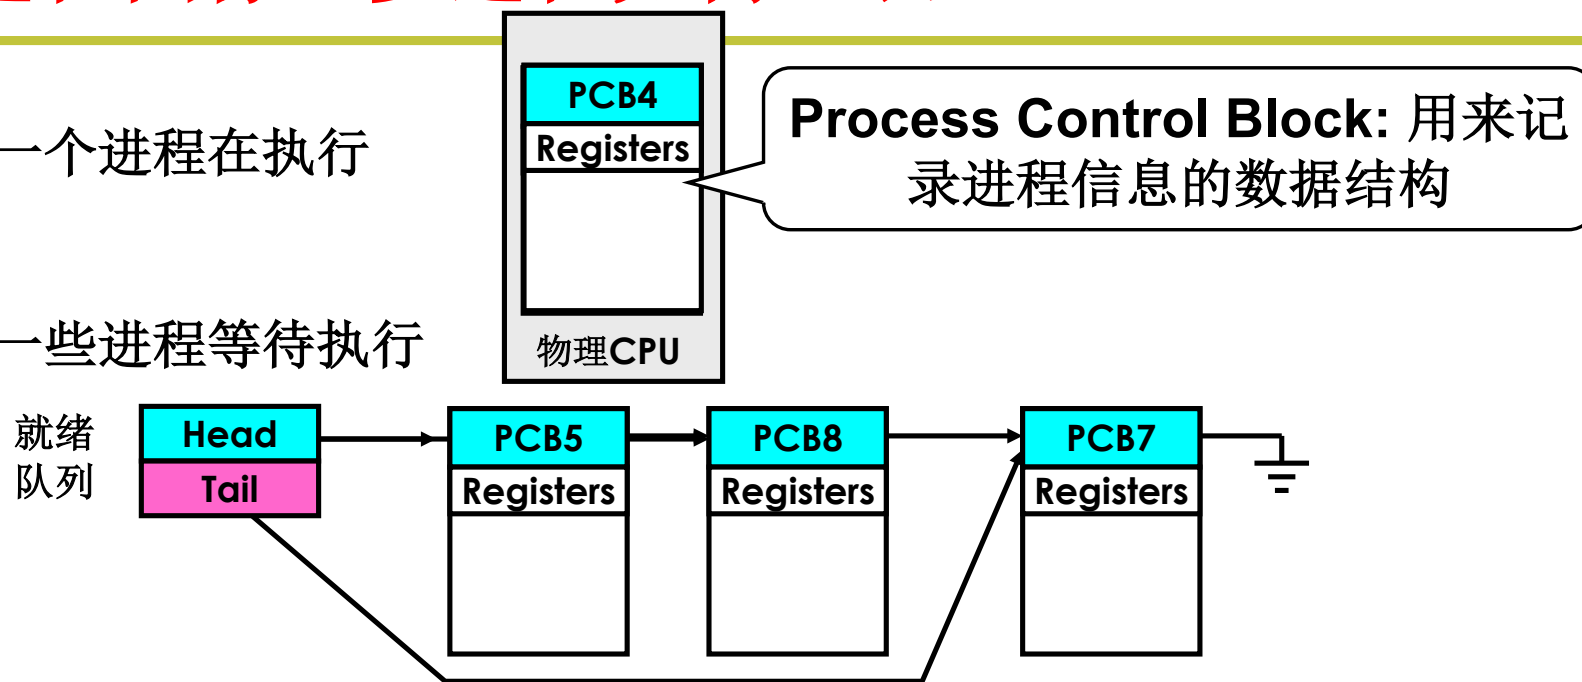 PCB4
Registers
Process Control Block: 用来记
录进程信息的数据结构
一个进程在执行
一些进程等待执行
物理CPU
就绪
队列
Head
Tail
PCB5
Registers
PCB8
Registers
PCB7
Registers